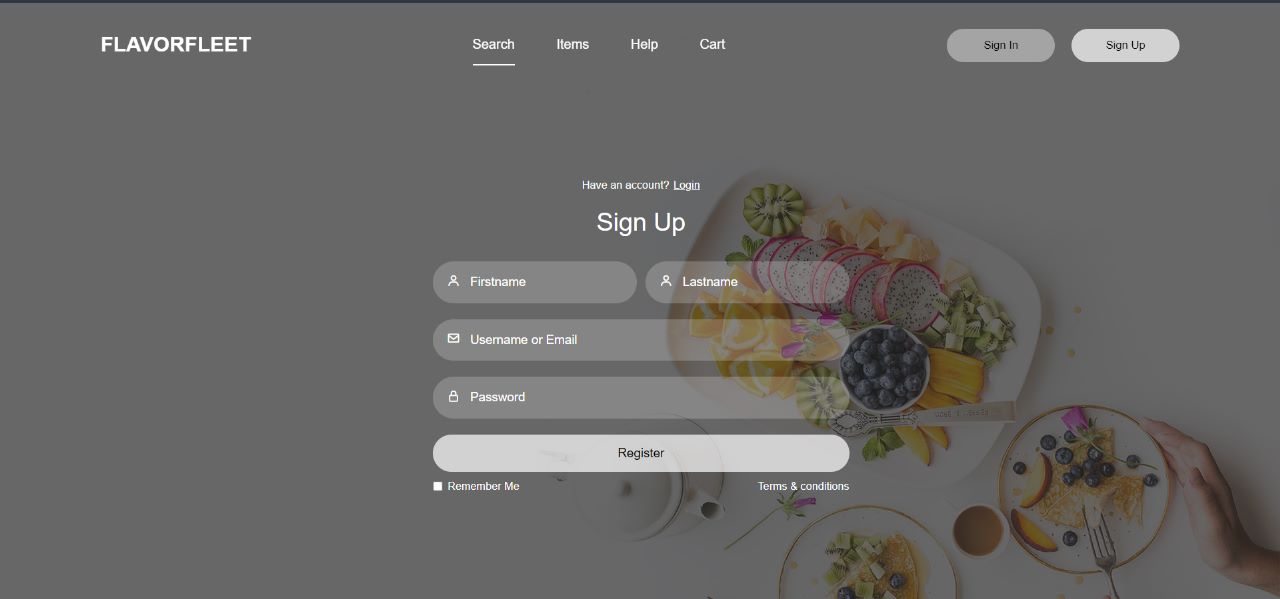 FLAVORFLEET
Search Items Help Cart
Sign In Sign Up
Have an account? Login
Sign Up
Firstname Lastname
Username or Email
Password
Register
Remember Me Terms & conditions